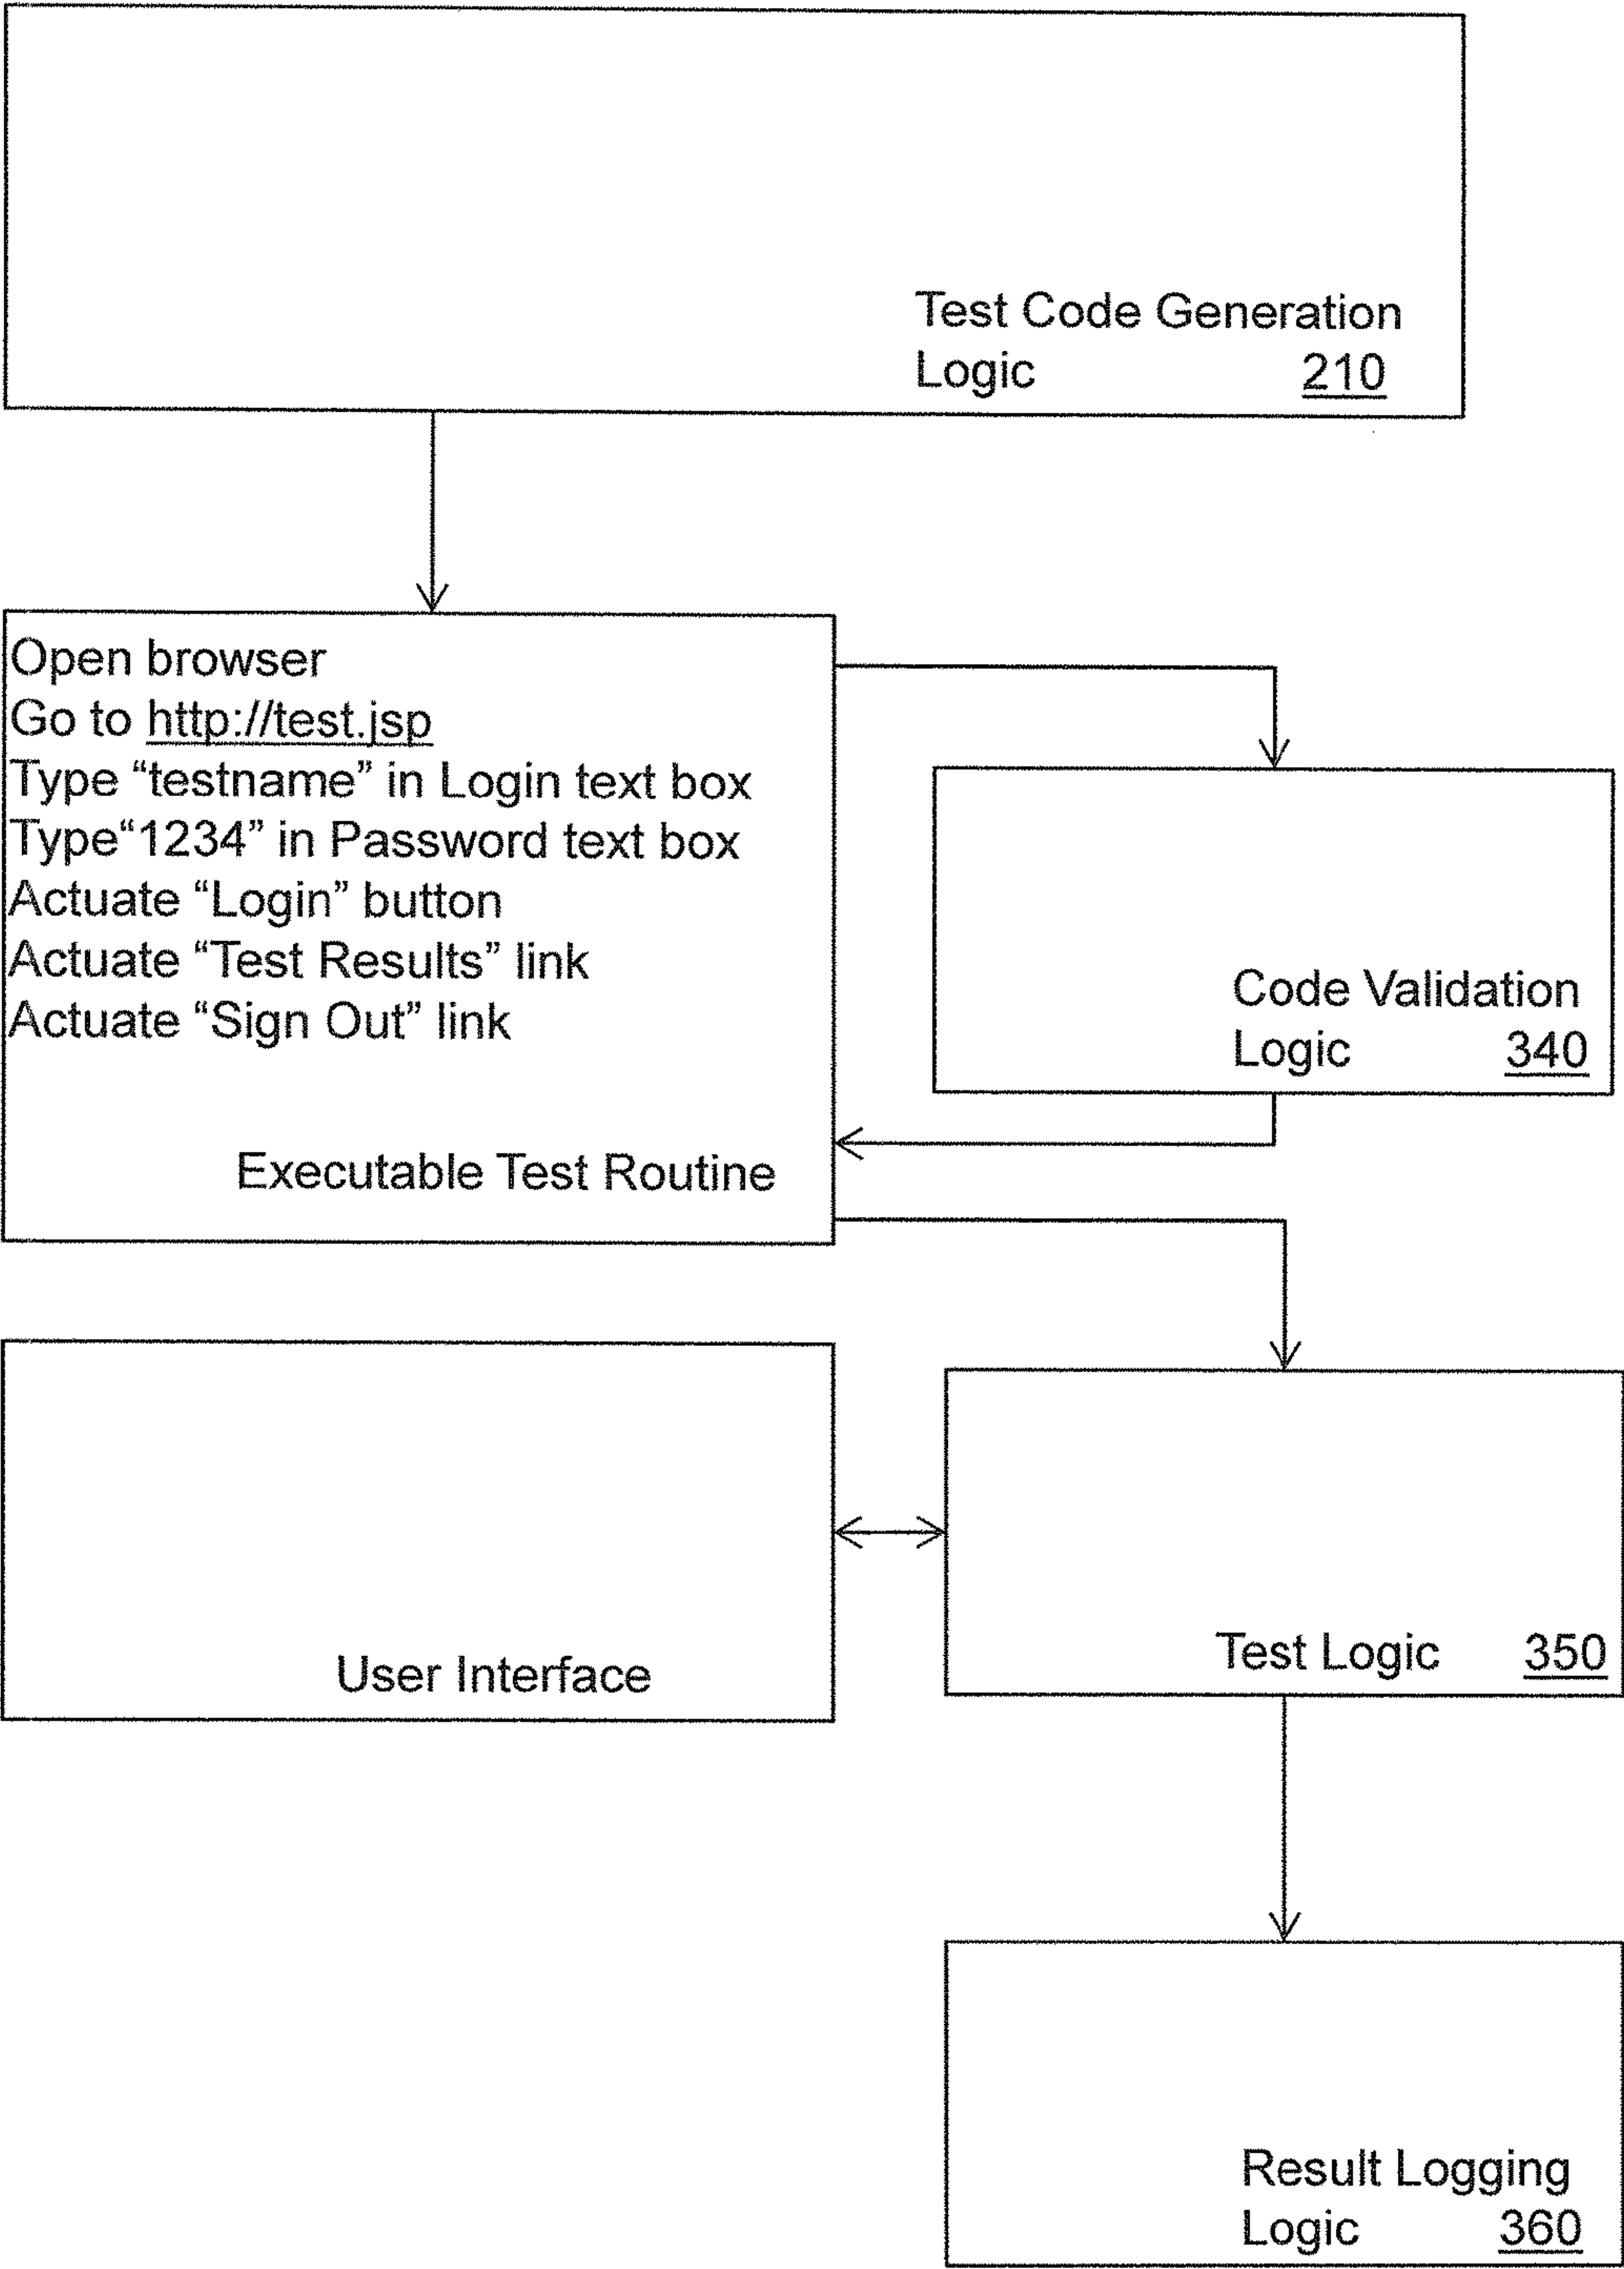 Test Code Generation
Logic 210
Open browser
Go to http://test.jsp
Type “testname” in Login text box
Type“1234” in Password text box
Actuate “Login” button
Actuate “Test Results” link
Actuate “Sign Out” link
Executable Test Routine
Code Validation
Logic 340
User Interface
Test Logic 350
Result Logging
Logic 360